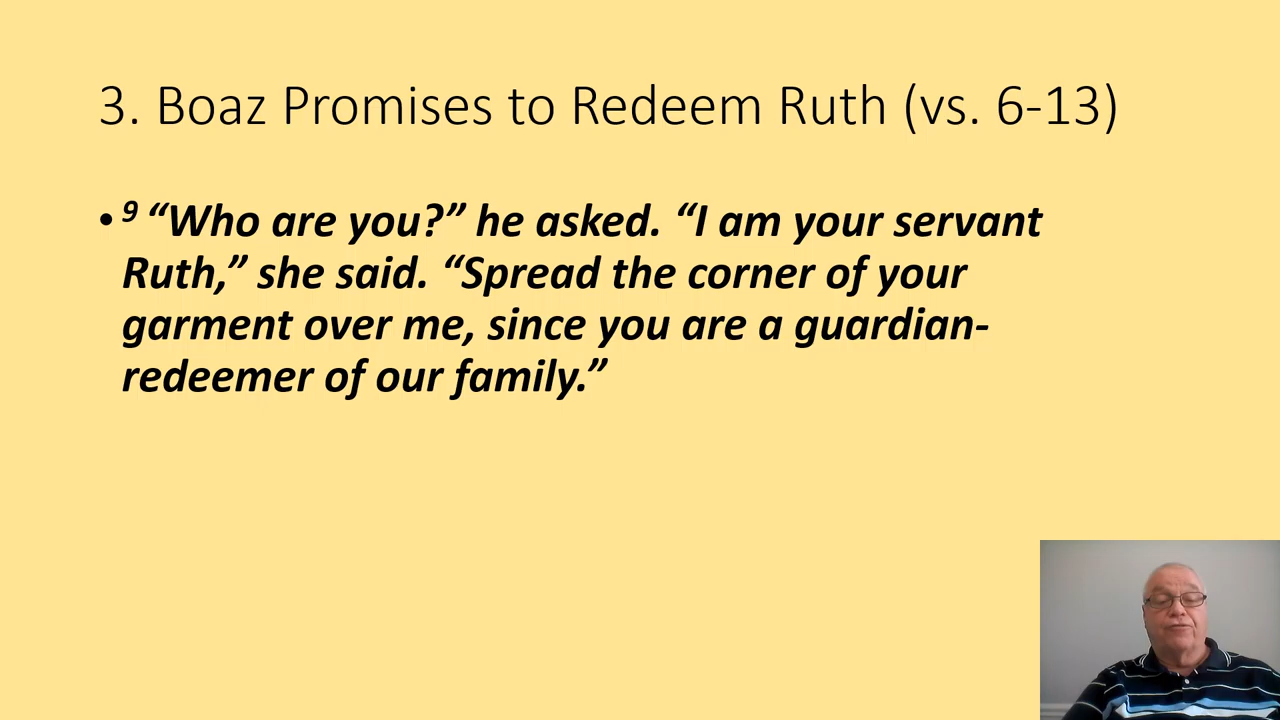 3. Boaz Promises to Redeem Ruth (vs. 6-13)
• ⁹ “Who are you?” he asked. “I am your servant
Ruth,” she said. “Spread the corner of your
garment over me, since you are a guardian-
redeemer of our family.”